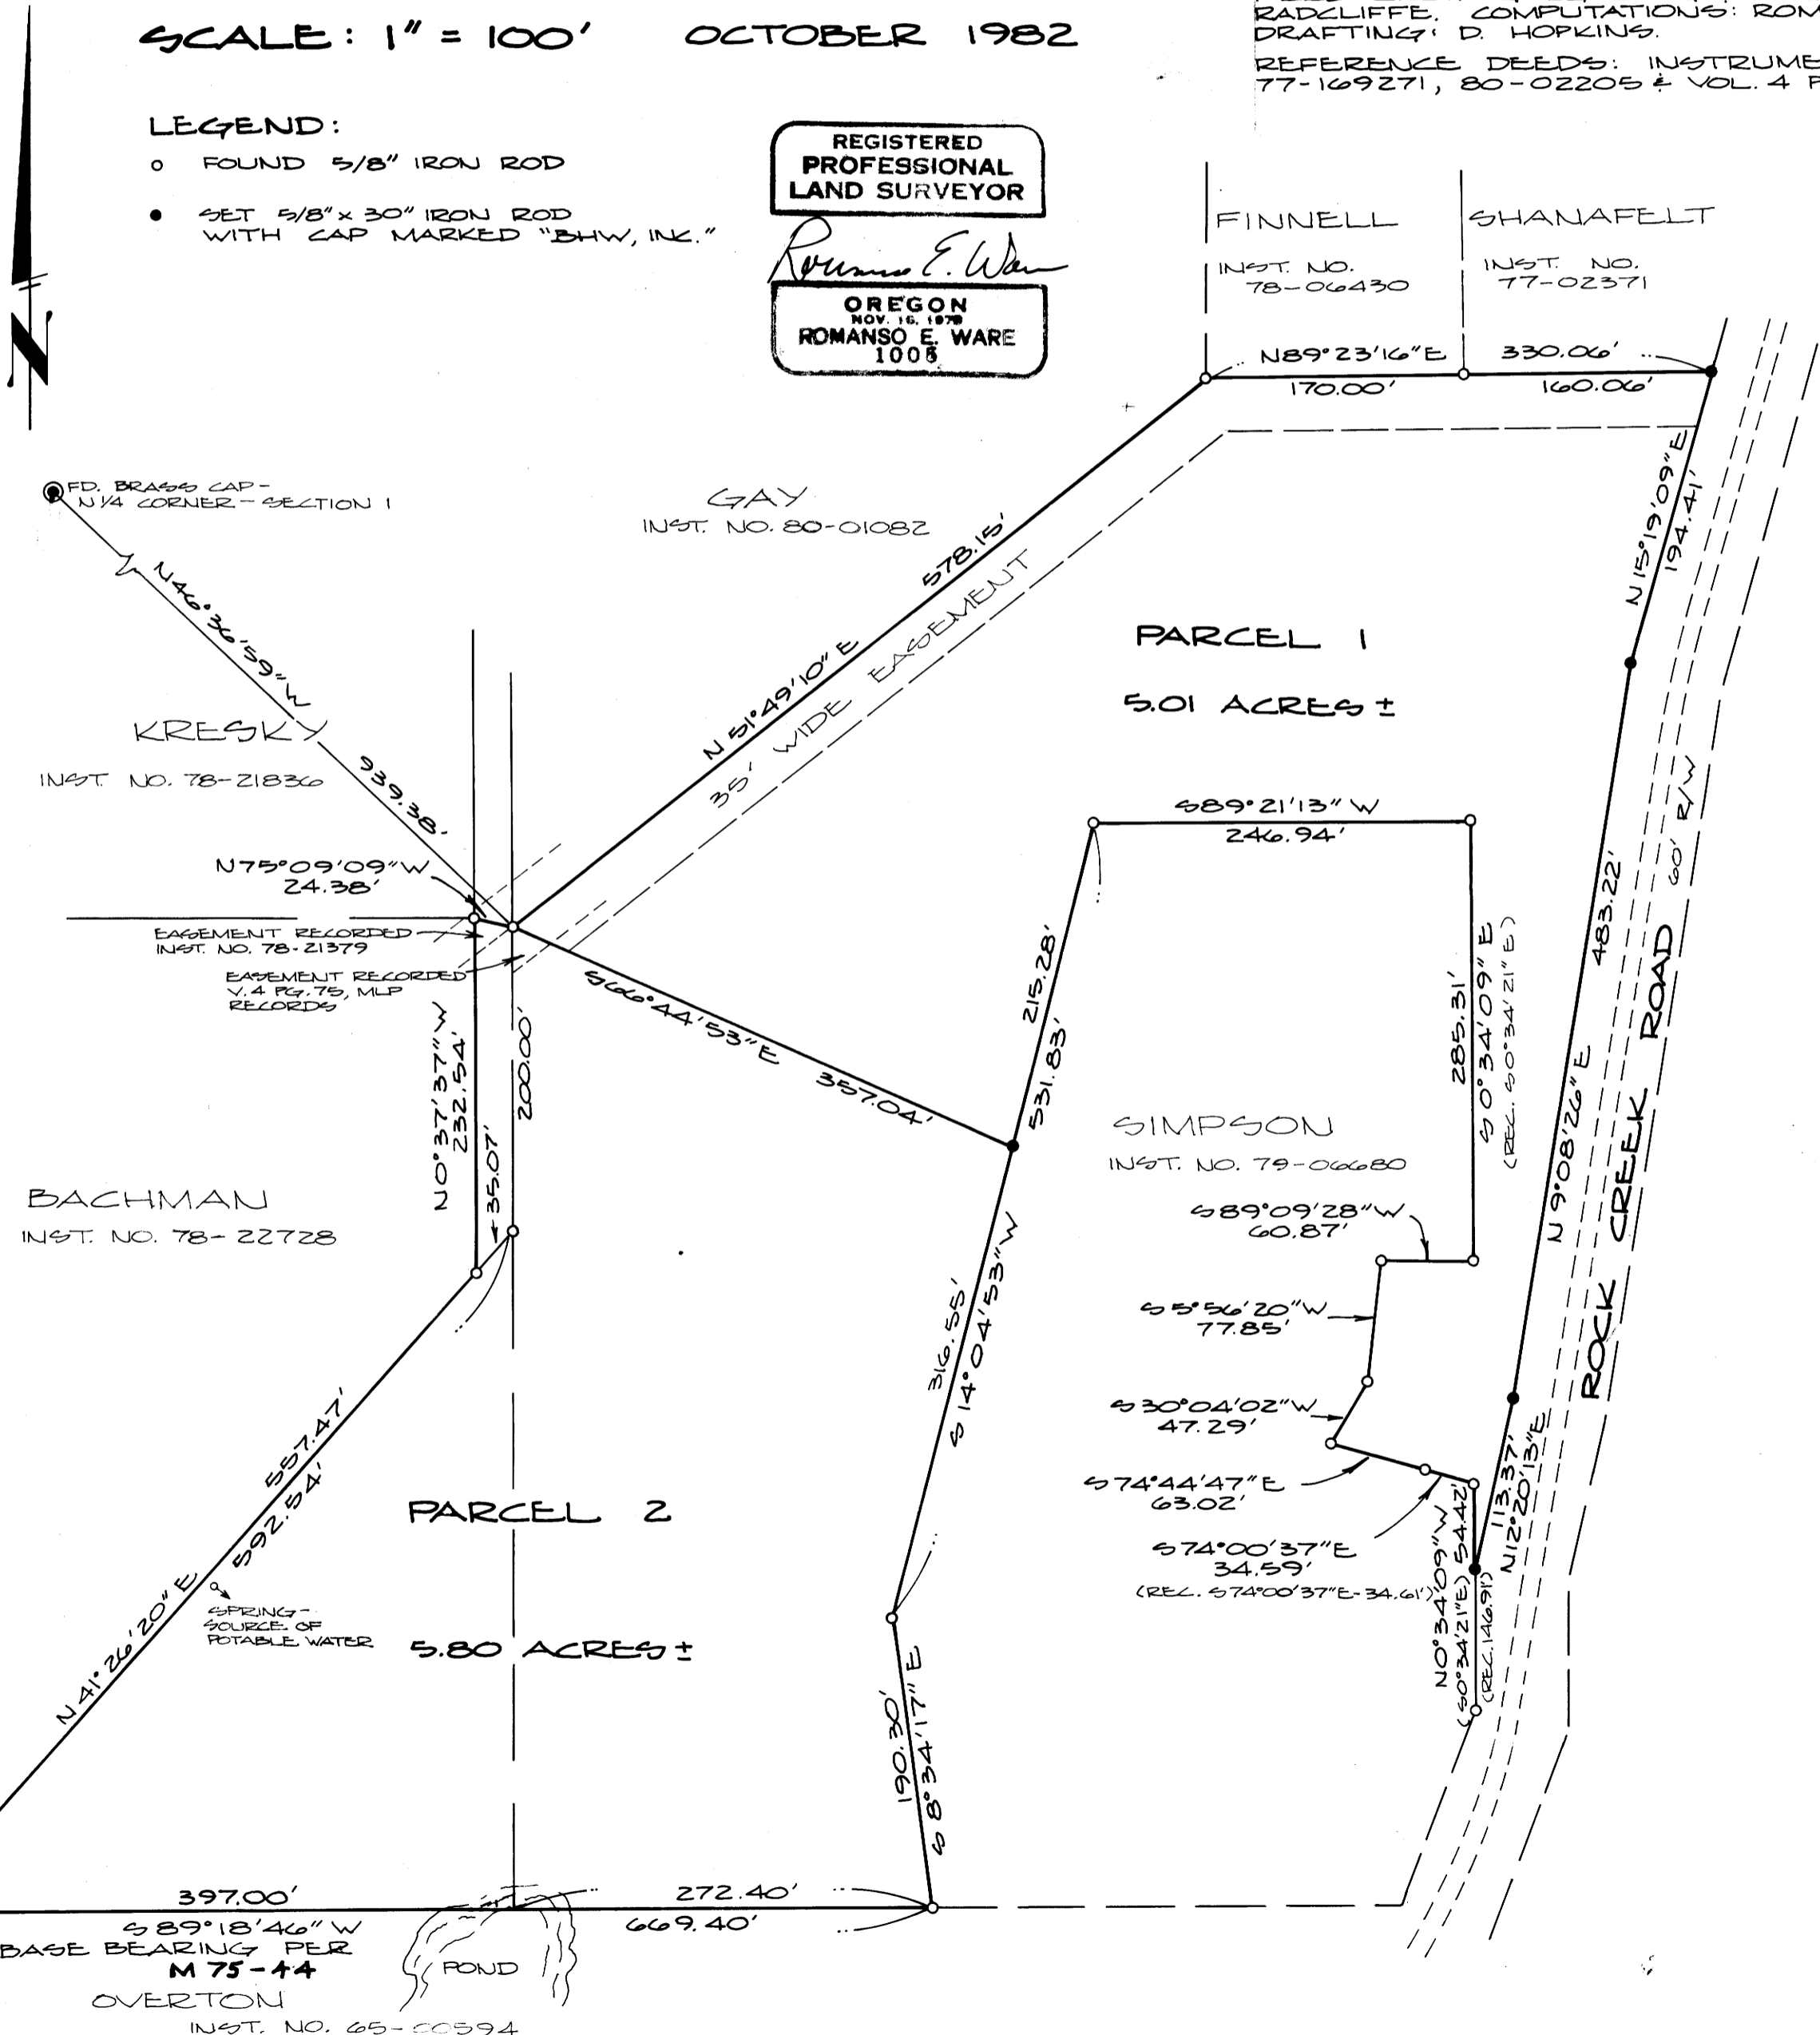 SCALE: 1" = 100' OCTOBER 1982
RADCLIFFE. COMPUTATIONS:
DRAFTING: D. HOPKINS.
REFERENCE DEEDS:
77-169271, 80-02205 & VOL. 4
LEGEND:
FOUND 5/8" IRON ROD
SET 5/8" x 30" IRON ROD
WITH CAP MARKED "BHW, INC."
REGISTERED
PROFESSIONAL
LAND SURVEYOR
OREGON
NOV. 16, 1979
ROMANSO E. WARE
N
FINNELL
INST. NO.
78-06430
SHANAFELT
INST. NO.
77-02371
N89°23'16"E 330.06'
170.00' 160.06'
FD. BRASS CAP-
N 1/4 CORNER - SECTION 1
GAY
INST. NO. 80-01082
N46°36'59"W
939.38'
578.15'
N 51°49'10" E
35' WIDE EASEMENT
N 15°19'09" E
194.41'
PARCEL 1
5.01 ACRES ±
KRESKY
INST. NO. 78-21836
N75°09'09"W
24.38'
EASEMENT RECORDED
INST. NO. 78-21379
EASEMENT RECORDED
V. 4 PG. 75, MLP
RECORDS
S66°44'53"E 357.04'
S89°21'13"W
246.94'
215.28'
531.83'
285.31'
S 0°34'09" E
(REC. S0°34'21"E)
483.22'
N 9°08'26" E
ROCK CREEK ROAD 60' R/W
N0°37'37"W
232.54'
35.07'
200.00'
BACHMAN
INST. NO. 78-22728
SIMPSON
INST. NO. 79-06680
S89°09'28"W
60.87'
S 5°56'20"W
77.85'
S 30°04'02"W
47.29'
S74°44'47"E
63.02'
S74°00'37"E
34.59'
(REC. S74°00'37"E-34.61')
316.55'
S 14°04'53"W
113.37'
N12°20'13"E
N0°34'09"W 54.42'
(S0°34'21"E)
(REC. 146.91')
557.47'
592.54'
N 41°26'20" E
SPRING-
SOURCE OF
POTABLE WATER
PARCEL 2
5.80 ACRES ±
190.30'
S 8°34'17" E
397.00' 272.40'
S 89°18'46" W 669.40'
BASE BEARING PER
M 75-44
POND
OVERTON
INST. NO. 65-00594